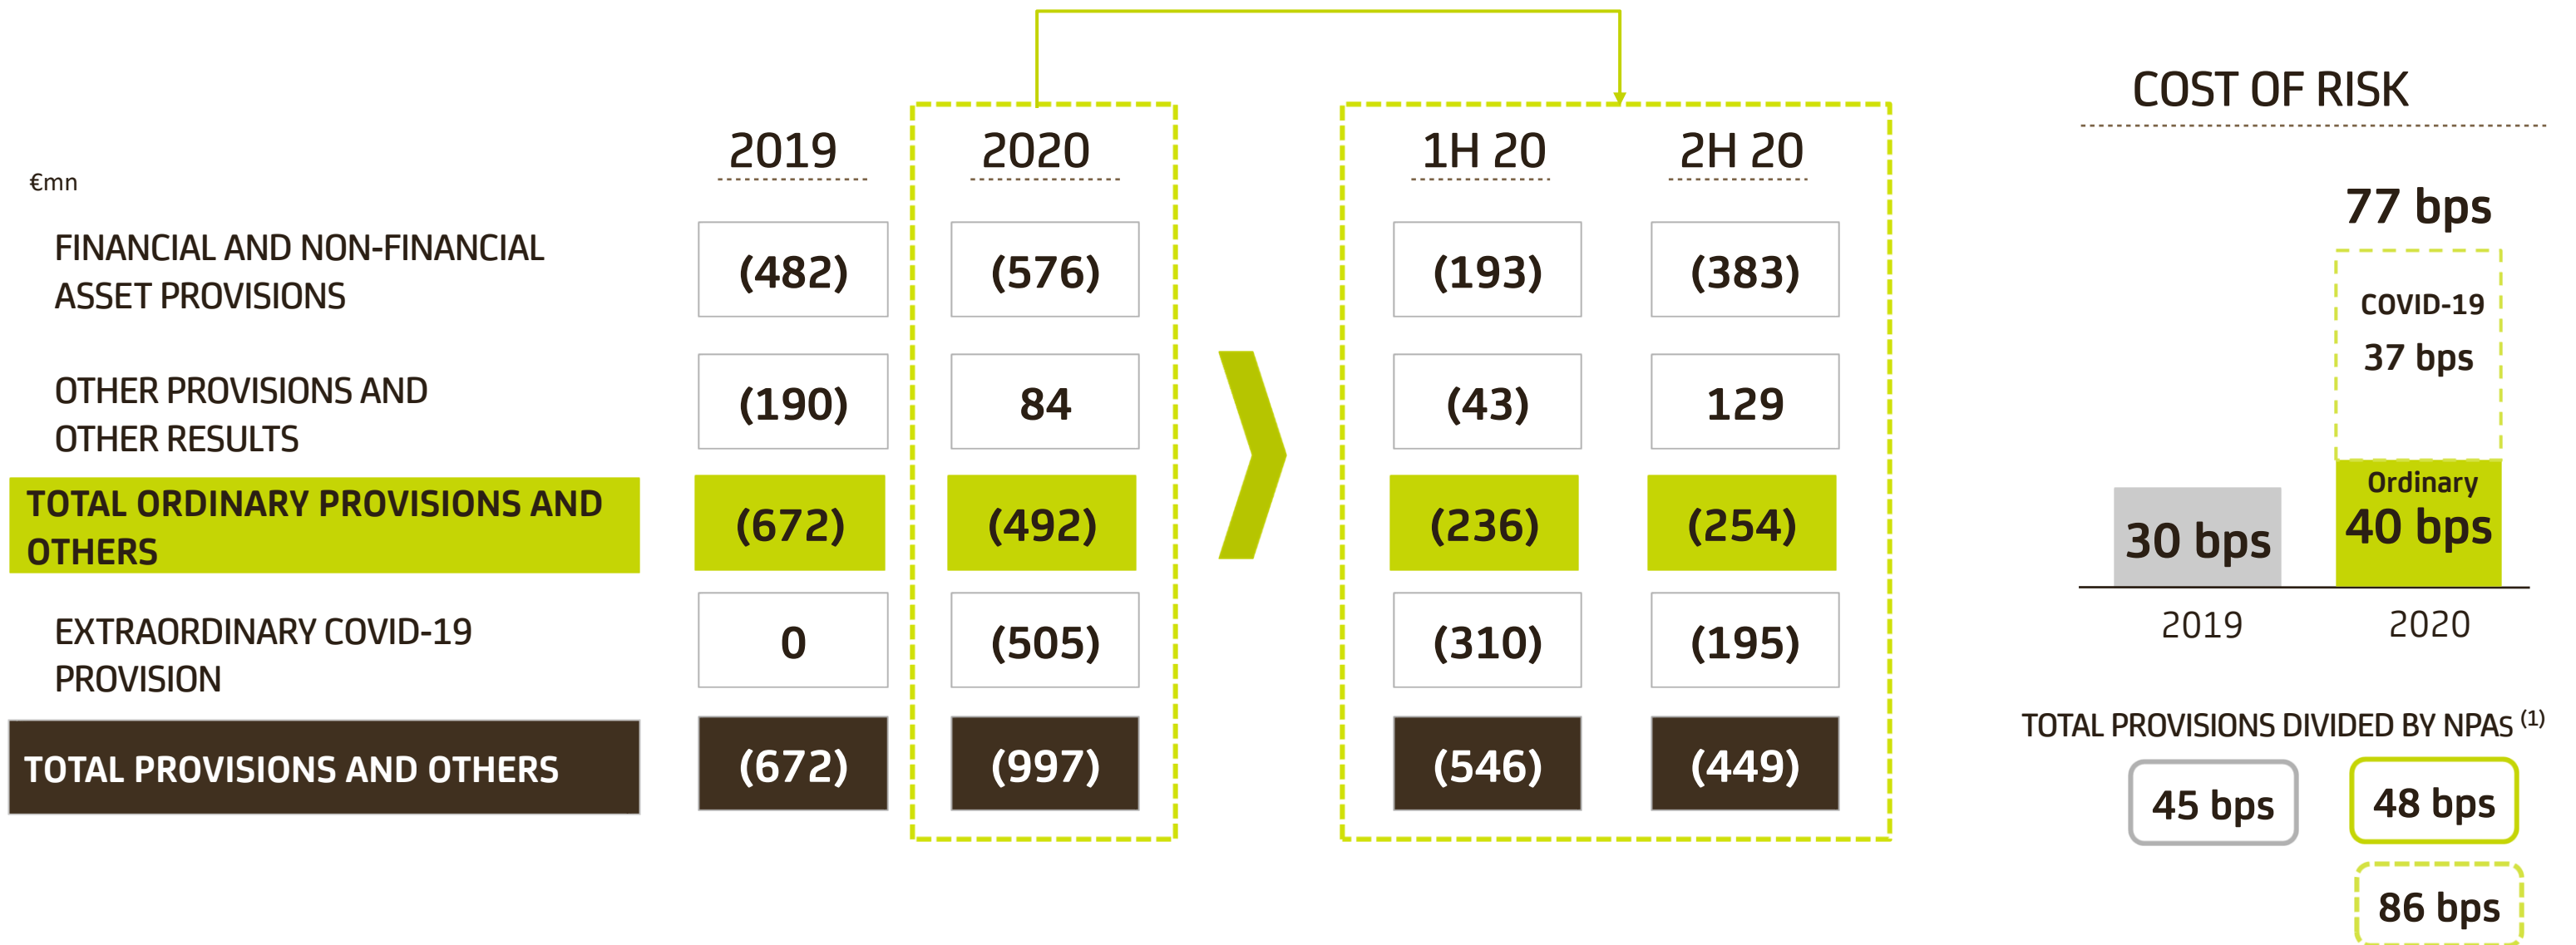 2019 2020 1H 20 2H 20
€mn
FINANCIAL AND NON-FINANCIAL
ASSET PROVISIONS
(482) (576) (193) (383)
OTHER PROVISIONS AND
OTHER RESULTS
(190) 84 (43) 129
TOTAL ORDINARY PROVISIONS AND
OTHERS
(672) (492) (236) (254)
EXTRAORDINARY COVID-19
PROVISION
0 (505) (310) (195)
TOTAL PROVISIONS AND OTHERS (672) (997) (546) (449)
COST OF RISK
77 bps
COVID-19
37 bps
Ordinary
30 bps 40 bps
2019 2020
TOTAL PROVISIONS DIVIDED BY NPAs (1)
45 bps 48 bps
86 bps